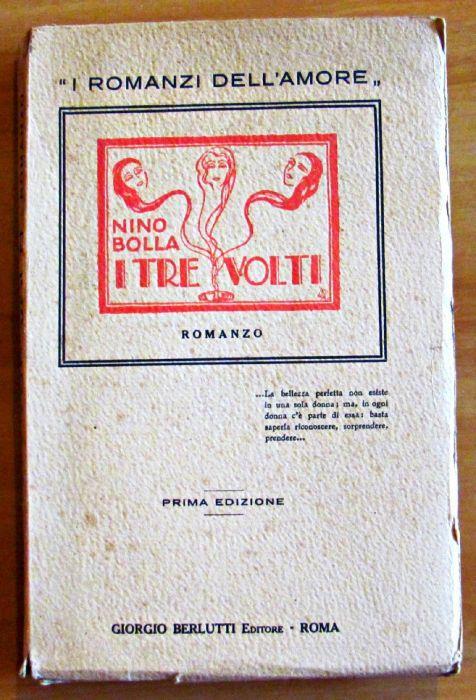 "I ROMANZI DELL'AMORE„
NINO
BOLLA
I TRE VOLTI
ROMANZO
...La bellezza perfetta non esiste
in una sola donna; ma, in ogni
donna c'è parte di essa: basta
saperla riconoscere, sorprendere,
prendere...
PRIMA EDIZIONE
GIORGIO BERLUTTI EDITORE - ROMA